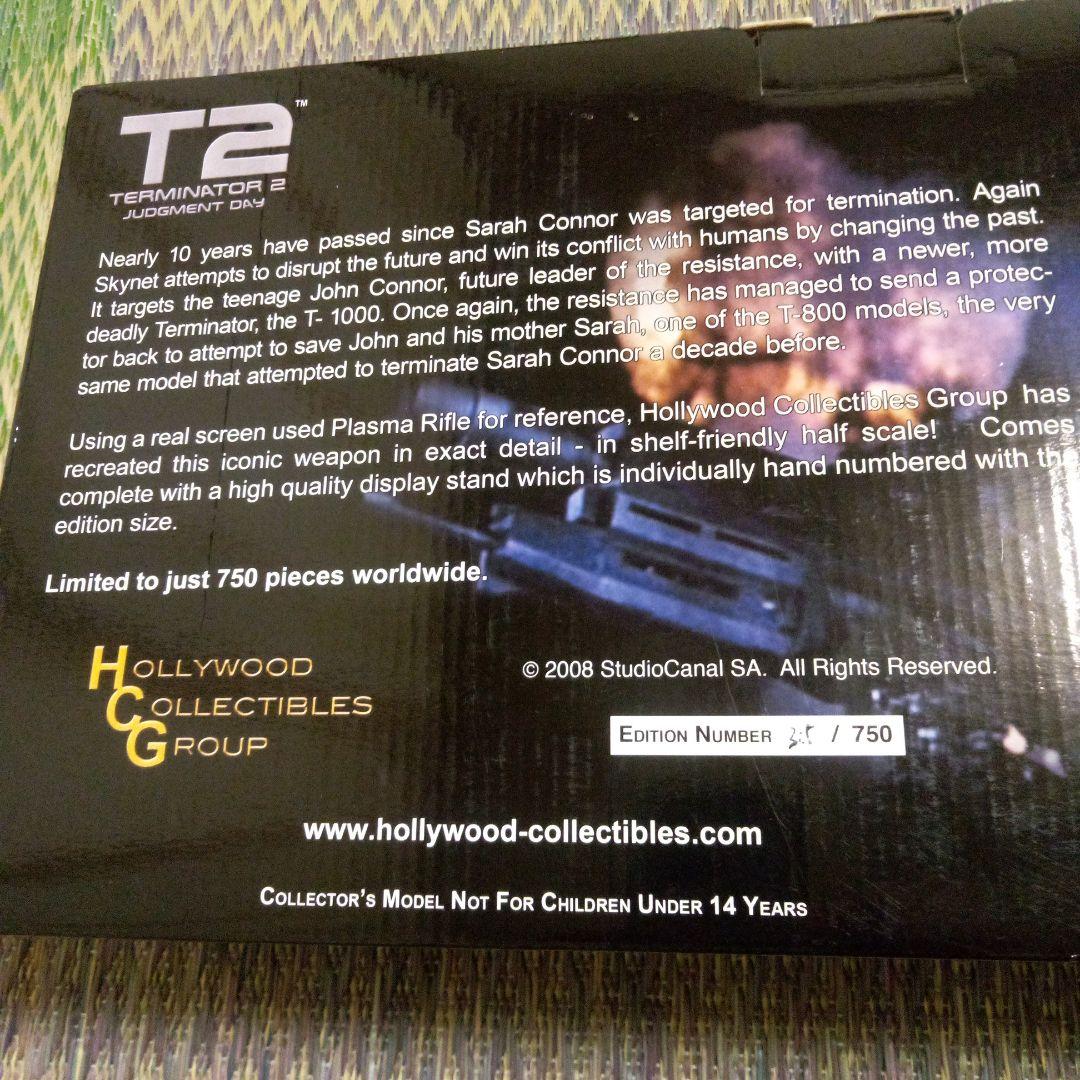 T2™
TERMINATOR 2
JUDGMENT DAY
Nearly 10 years have passed since Sarah Connor was targeted for termination. Again
Skynet attempts to disrupt the future and win its conflict with humans by changing the past.
It targets the teenage John Connor, future leader of the resistance, with a newer, more
deadly Terminator, the T- 1000. Once again, the resistance has managed to send a protec-
tor back to attempt to save John and his mother Sarah, one of the T-800 models, the very
same model that attempted to terminate Sarah Connor a decade before.
Using a real screen used Plasma Rifle for reference, Hollywood Collectibles Group has
recreated this iconic weapon in exact detail - in shelf-friendly half scale! Comes
complete with a high quality display stand which is individually hand numbered with the
edition size.
Limited to just 750 pieces worldwide.
HOLLYWOOD
COLLECTIBLES
GROUP
© 2008 StudioCanal SA. All Rights Reserved.
EDITION NUMBER / 750
www.hollywood-collectibles.com
COLLECTOR'S MODEL NOT FOR CHILDREN UNDER 14 YEARS